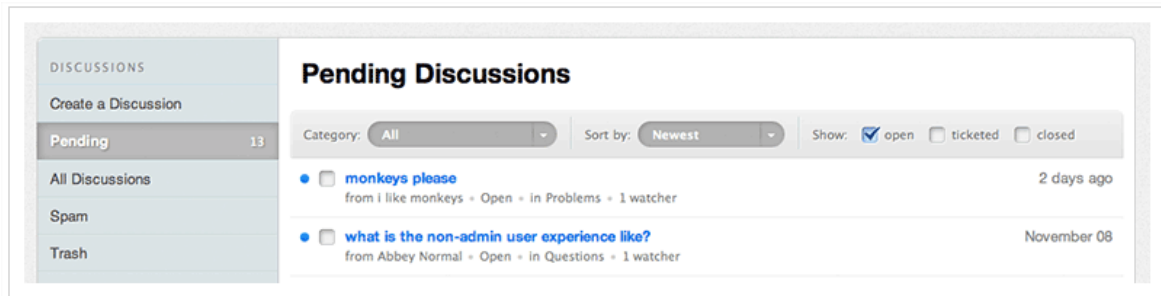 DISCUSSIONS
Create a Discussion
Pending 13
All Discussions
Spam
Trash
Pending Discussions
Category: All Sort by: Newest Show: open ticketed closed
monkeys please 2 days ago
from i like monkeys • Open • in Problems • 1 watcher
what is the non-admin user experience like? November 08
from Abbey Normal • Open • in Questions • 1 watcher